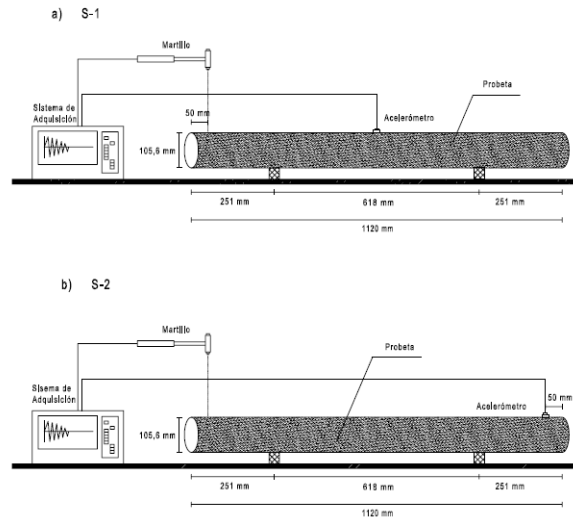 a) S-1
Martillo
Sistema de
Adquisición
50 mm
Acelerómetro
Probeta
105,6 mm
251 mm
618 mm
251 mm
1120 mm
b) S-2
Martillo
Probeta
Sisema de
Adquisición
50 mm
Acelerómetro
105,6 mm
251 mm
618 mm
251 mm
1120 mm